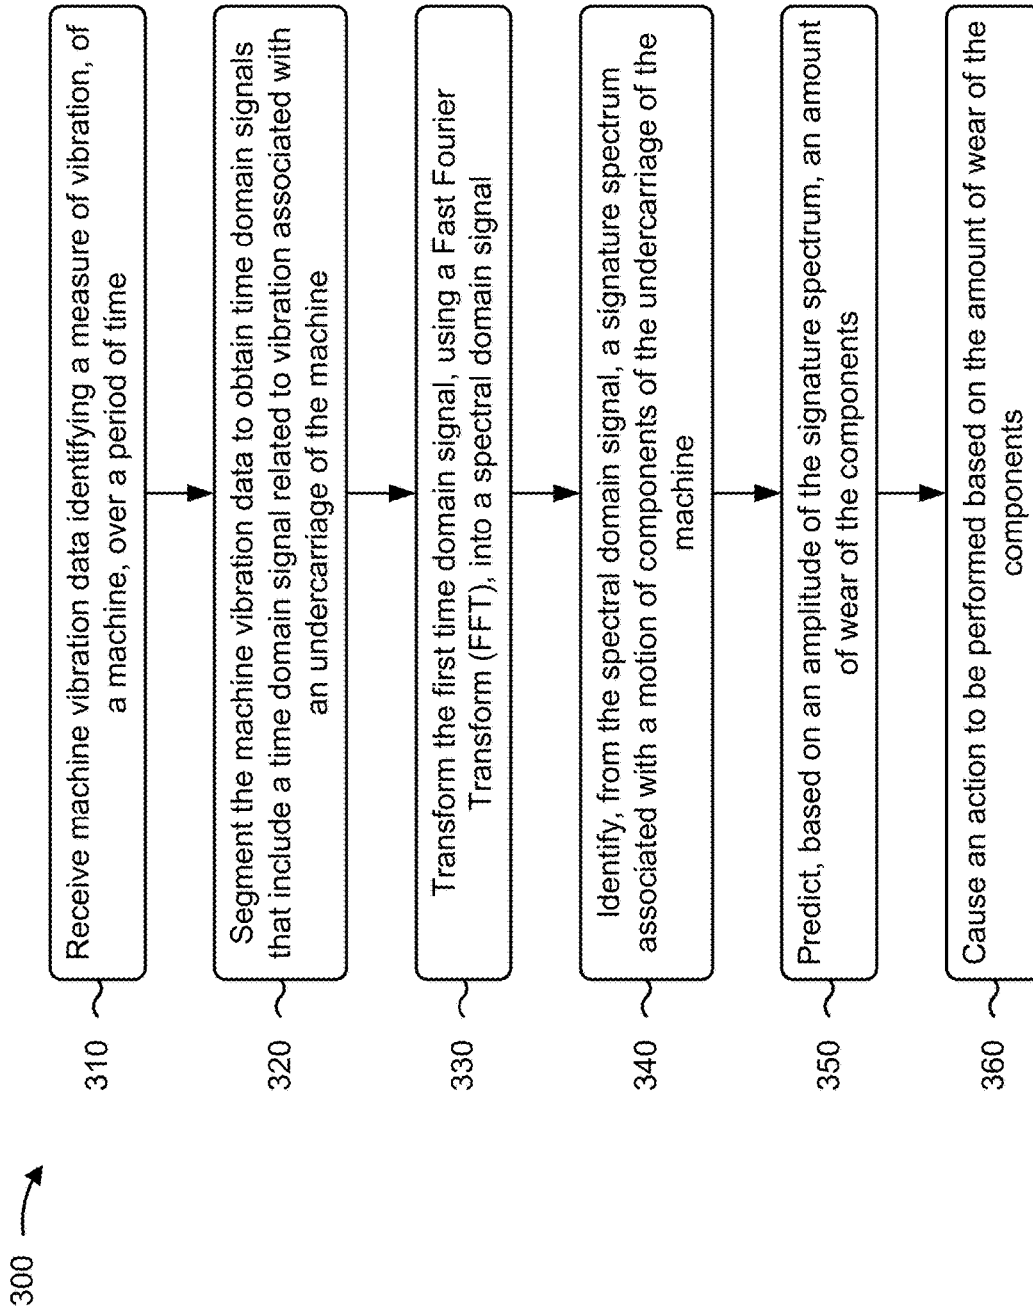 300
310
Receive machine vibration data identifying a measure of vibration, of
a machine, over a period of time
320
Segment the machine vibration data to obtain time domain signals
that include a time domain signal related to vibration associated with
an undercarriage of the machine
330
Transform the first time domain signal, using a Fast Fourier
Transform (FFT), into a spectral domain signal
340
Identify, from the spectral domain signal, a signature spectrum
associated with a motion of components of the undercarriage of the
machine
350
Predict, based on an amplitude of the signature spectrum, an amount
of wear of the components
360
Cause an action to be performed based on the amount of wear of the
components